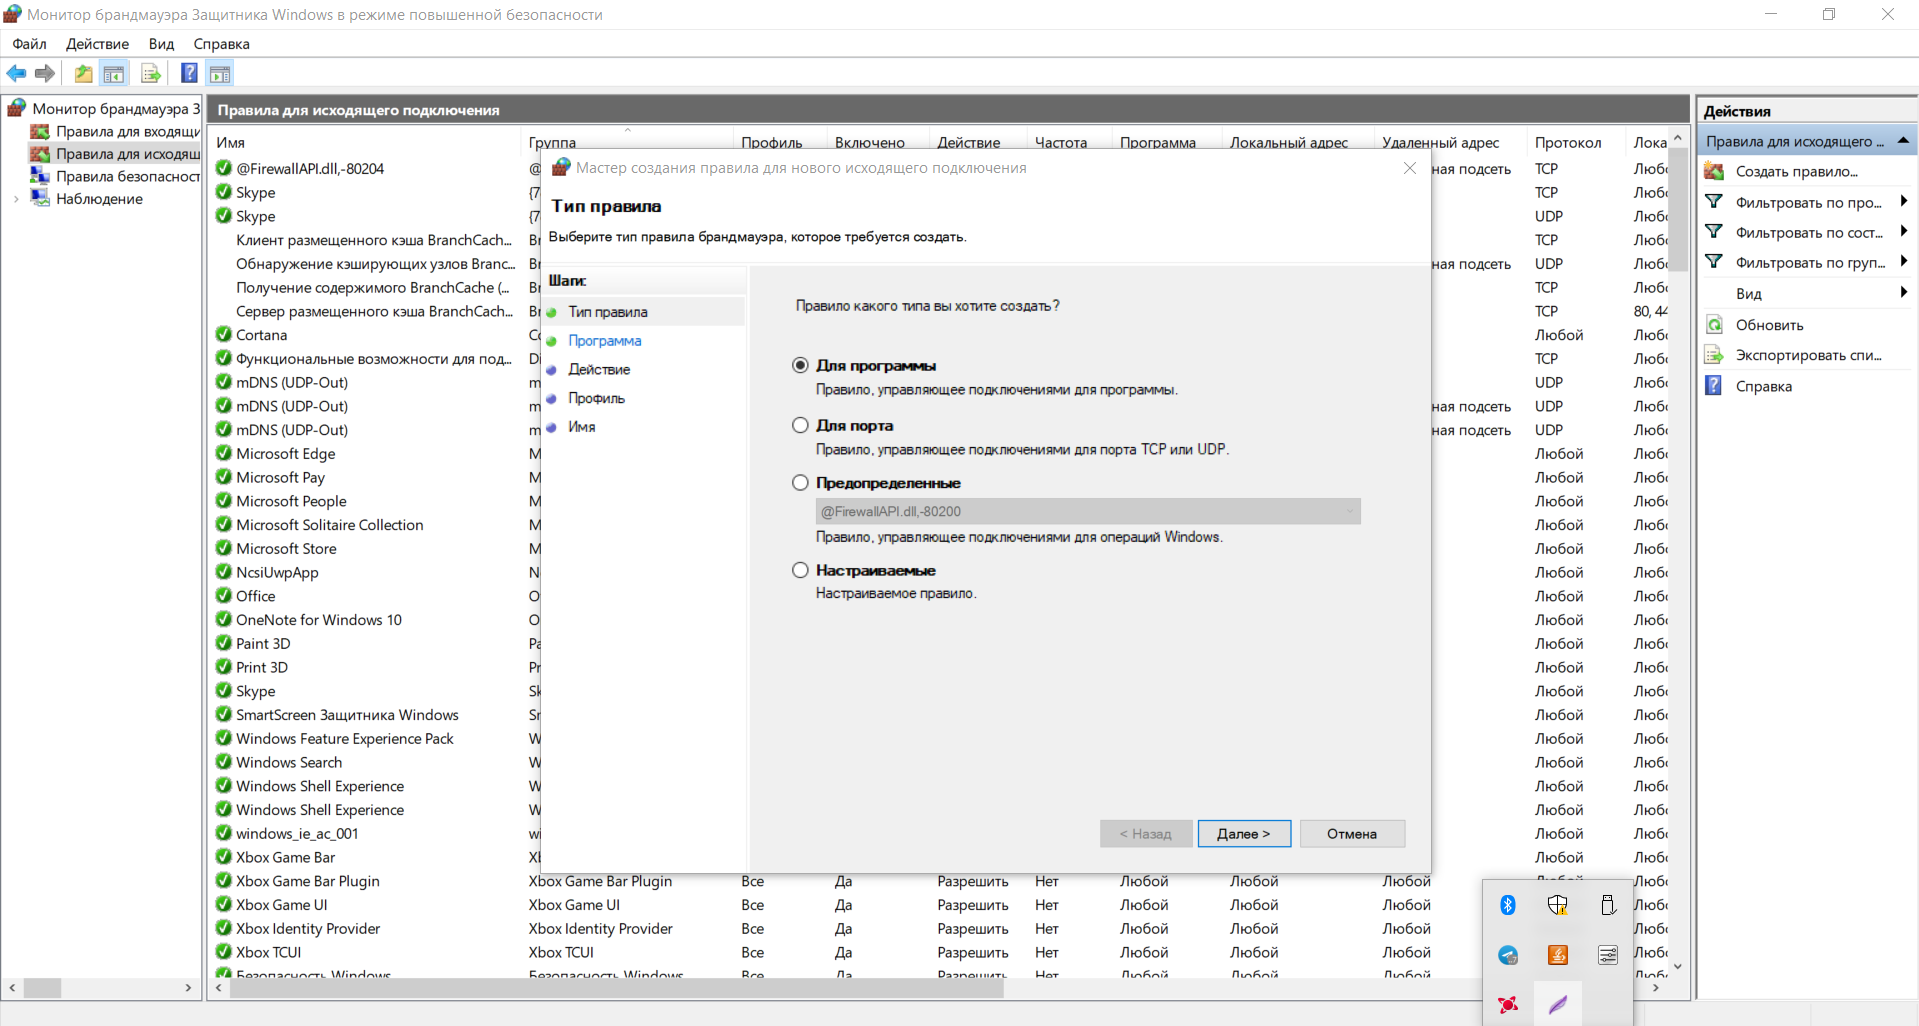 Монитор брандмауэра Защитника Windows в режиме повышенной безопасности
Файл Действие Вид Справка
Монитор брандмауэра З
Правила для входящи
Правила для исходящ
Правила безопасност
Наблюдение
Правила для исходящего подключения
Имя Группа Профиль Включено Действие Частота Программа Локальный адрес Удаленный адрес Протокол Лока
@FirewallAPI.dll,-80204 @ ная подсеть TCP Любо
Skype {7 TCP Любо
Skype {7 UDP Любо
Клиент размещенного кэша BranchCach... Br TCP Любо
Обнаружение кэширующих узлов Branc... Br ная подсеть UDP Любо
Получение содержимого BranchCache (... Br TCP Любо
Сервер размещенного кэша BranchCach... Br TCP 80, 44
Cortana Co Любой Любо
Функциональные возможности для под... Di TCP Любо
mDNS (UDP-Out) m UDP Любо
mDNS (UDP-Out) m ная подсеть UDP Любо
mDNS (UDP-Out) m ная подсеть UDP Любо
Microsoft Edge M Любой Любо
Microsoft Pay M Любой Любо
Microsoft People M Любой Любо
Microsoft Solitaire Collection M Любой Любо
Microsoft Store M Любой Любо
NcsiUwpApp N Любой Любо
Office O Любой Любо
OneNote for Windows 10 O Любой Любо
Paint 3D Pa Любой Любо
Print 3D Pr Любой Любо
Skype Sk Любой Любо
SmartScreen Защитника Windows Sr Любой Любо
Windows Feature Experience Pack W Любой Любо
Windows Search W Любой Любо
Windows Shell Experience W Любой Любо
Windows Shell Experience W Любой Любо
windows_ie_ac_001 wi Любой Любо
Xbox Game Bar Xl Любой Любо
Xbox Game Bar Plugin Xbox Game Bar Plugin Все Да Разрешить Нет Любой Любой Любой Любо
Xbox Game UI Xbox Game UI Все Да Разрешить Нет Любой Любой Любой Любо
Xbox Identity Provider Xbox Identity Provider Все Да Разрешить Нет Любой Любой Любой Любо
Xbox TCUI Xbox TCUI Все Да Разрешить Нет Любой Любой Любой Любо
Безопасность Windows Безопасность Windows Все Да Разрешить Нет Любой Любой Любой Любо
Мастер создания правила для нового исходящего подключения
Тип правила
Выберите тип правила брандмауэра, которое требуется создать.
Шаги:
Тип правила
Программа
Действие
Профиль
Имя
Правило какого типа вы хотите создать?
Для программы
Правило, управляющее подключениями для программы.
Для порта
Правило, управляющее подключениями для порта TCP или UDP.
Предопределенные
@FirewallAPI.dll,-80200
Правило, управляющее подключениями для операций Windows.
Настраиваемые
Настраиваемое правило.
< Назад Далее > Отмена
Действия
Правила для исходящего ...
Создать правило...
Фильтровать по про...
Фильтровать по сост...
Фильтровать по груп...
Вид
Обновить
Экспортировать спи...
Справка